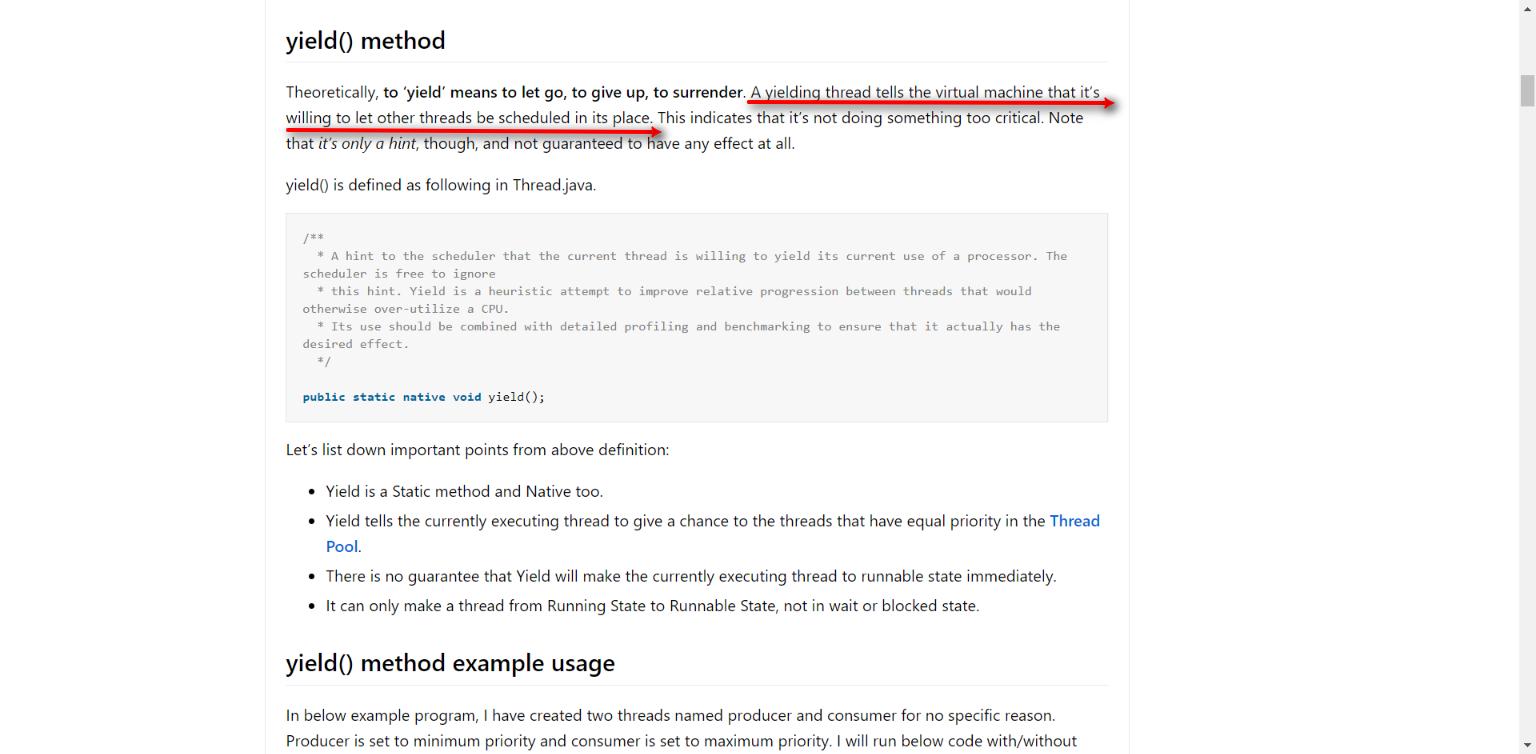 yield() method
Theoretically, to ‘yield’ means to let go, to give up, to surrender. A yielding thread tells the virtual machine that it’s
willing to let other threads be scheduled in its place. This indicates that it’s not doing something too critical. Note
that it’s only a hint, though, and not guaranteed to have any effect at all.
yield() is defined as following in Thread.java.
/**
* A hint to the scheduler that the current thread is willing to yield its current use of a processor. The
scheduler is free to ignore
* this hint. Yield is a heuristic attempt to improve relative progression between threads that would
otherwise over-utilize a CPU.
* Its use should be combined with detailed profiling and benchmarking to ensure that it actually has the
desired effect.
*/
public static native void yield();
Let’s list down important points from above definition:
• Yield is a Static method and Native too.
• Yield tells the currently executing thread to give a chance to the threads that have equal priority in the Thread
Pool.
• There is no guarantee that Yield will make the currently executing thread to runnable state immediately.
• It can only make a thread from Running State to Runnable State, not in wait or blocked state.
yield() method example usage
In below example program, I have created two threads named producer and consumer for no specific reason.
Producer is set to minimum priority and consumer is set to maximum priority. I will run below code with/without